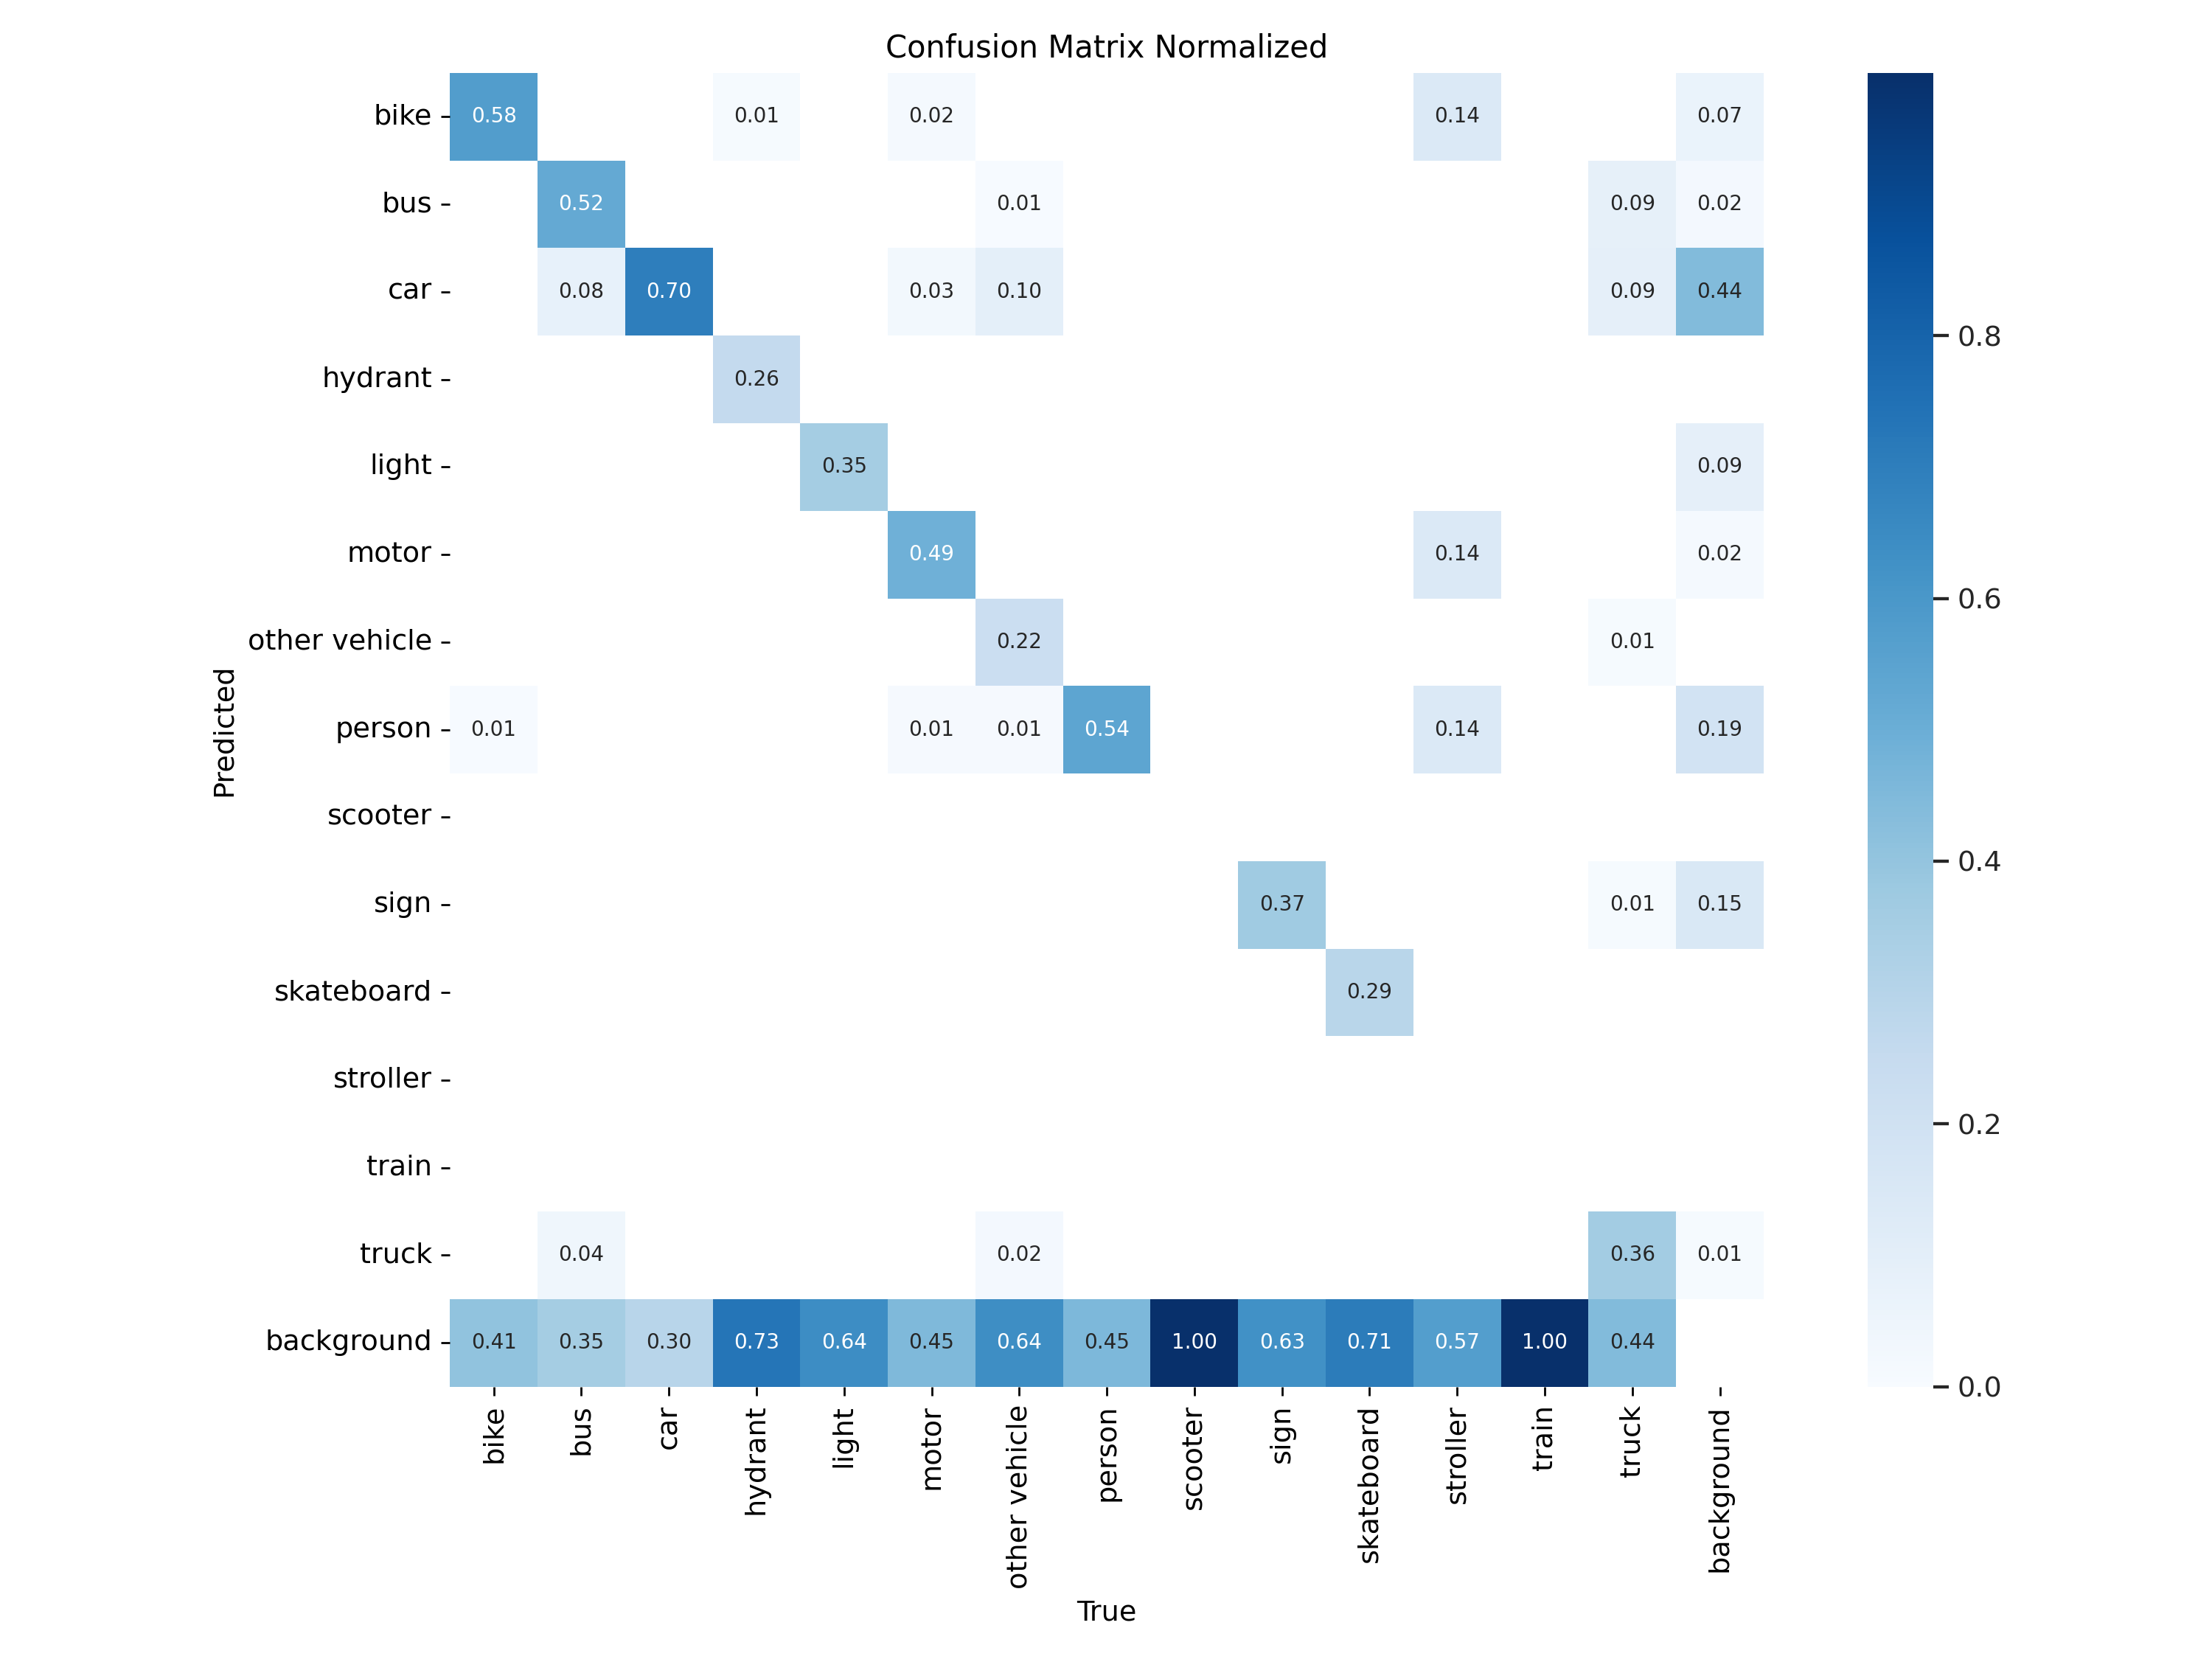 Confusion Matrix Normalized
bike 0.58 0.01 0.02 0.14 0.07
bus 0.52 0.01 0.09 0.02
car 0.08 0.70 0.03 0.10 0.09 0.44
0.8
hydrant 0.26
light 0.35 0.09
motor 0.49 0.14 0.02
0.6
other vehicle 0.22 0.01
Predicted
person 0.01 0.01 0.01 0.54 0.14 0.19
scooter
0.4
sign 0.37 0.01 0.15
skateboard 0.29
stroller
0.2
train
truck 0.04 0.02 0.36 0.01
background 0.41 0.35 0.30 0.73 0.64 0.45 0.64 0.45 1.00 0.63 0.71 0.57 1.00 0.44
0.0
bike bus car hydrant light motor other vehicle person scooter sign skateboard stroller train truck background
True